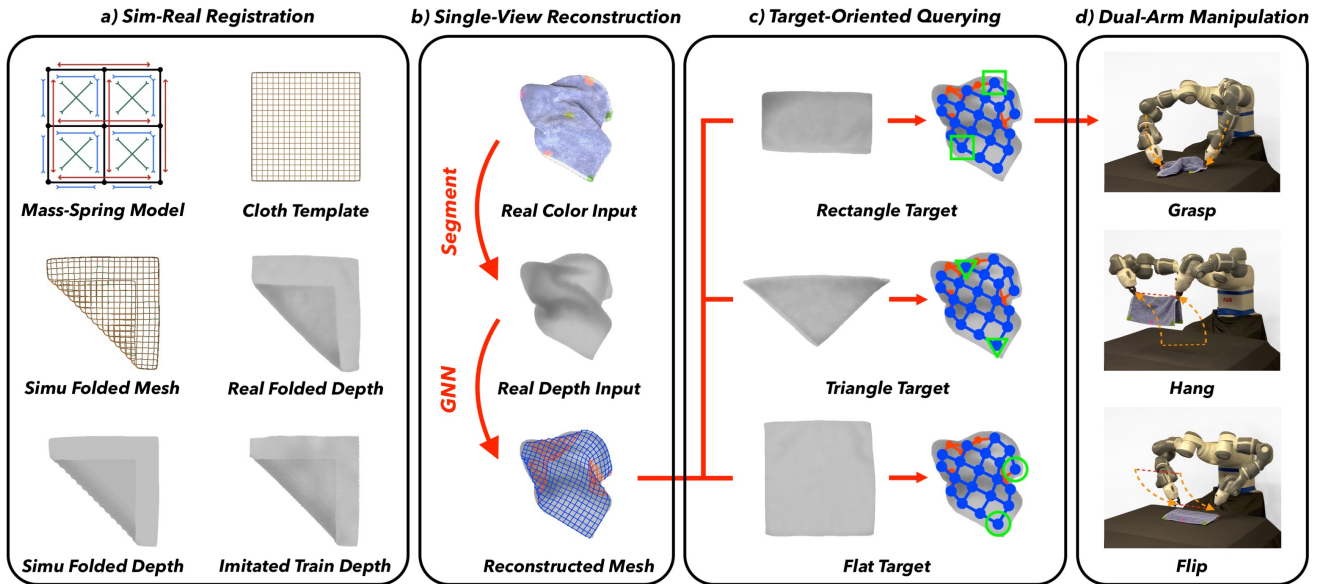 a) Sim-Real Registration
b) Single-View Reconstruction
c) Target-Oriented Querying
d) Dual-Arm Manipulation
Mass-Spring Model
Cloth Template
Simu Folded Mesh
Real Folded Depth
Simu Folded Depth
Imitated Train Depth
Real Color Input
Segment
Real Depth Input
GNN
Reconstructed Mesh
Rectangle Target
Triangle Target
Flat Target
Grasp
ABB
Hang
Flip